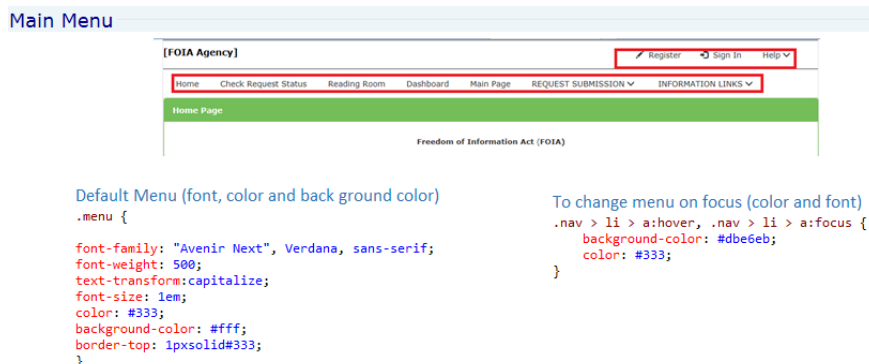 Main Menu
[FOIA Agency]
Register Sign In Help
Home Check Request Status Reading Room Dashboard Main Page REQUEST SUBMISSION INFORMATION LINKS
Home Page
Freedom of Information Act (FOIA)
Default Menu (font, color and back ground color)
.menu {
font-family: "Avenir Next", Verdana, sans-serif;
font-weight: 500;
text-transform:capitalize;
font-size: 1em;
color: #333;
background-color: #fff;
border-top: 1pxsolid#333;
}
To change menu on focus (color and font)
.nav > li > a:hover, .nav > li > a:focus {
background-color: #dbe6eb;
color: #333;
}